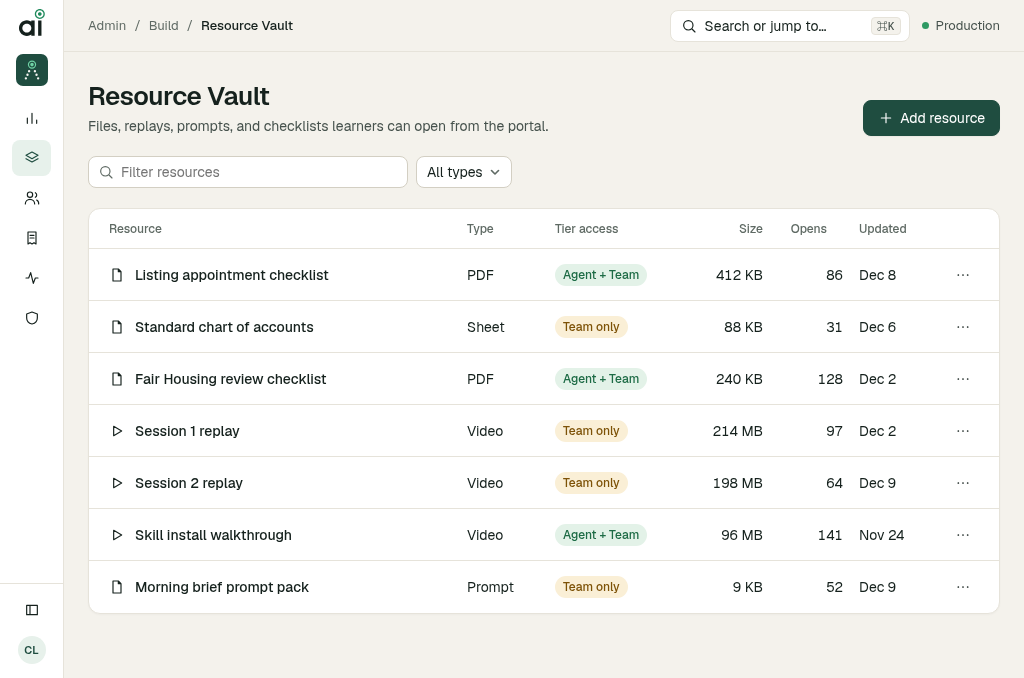 ai
Admin / Build / Resource Vault
Search or jump to…
⌘K
Production
Resource Vault
Files, replays, prompts, and checklists learners can open from the portal.
+ Add resource
Filter resources
All types
Resource Type Tier access Size Opens Updated
Listing appointment checklist PDF Agent + Team 412 KB 86 Dec 8 ···
Standard chart of accounts Sheet Team only 88 KB 31 Dec 6 ···
Fair Housing review checklist PDF Agent + Team 240 KB 128 Dec 2 ···
Session 1 replay Video Team only 214 MB 97 Dec 2 ···
Session 2 replay Video Team only 198 MB 64 Dec 9 ···
Skill install walkthrough Video Agent + Team 96 MB 141 Nov 24 ···
Morning brief prompt pack Prompt Team only 9 KB 52 Dec 9 ···
CL